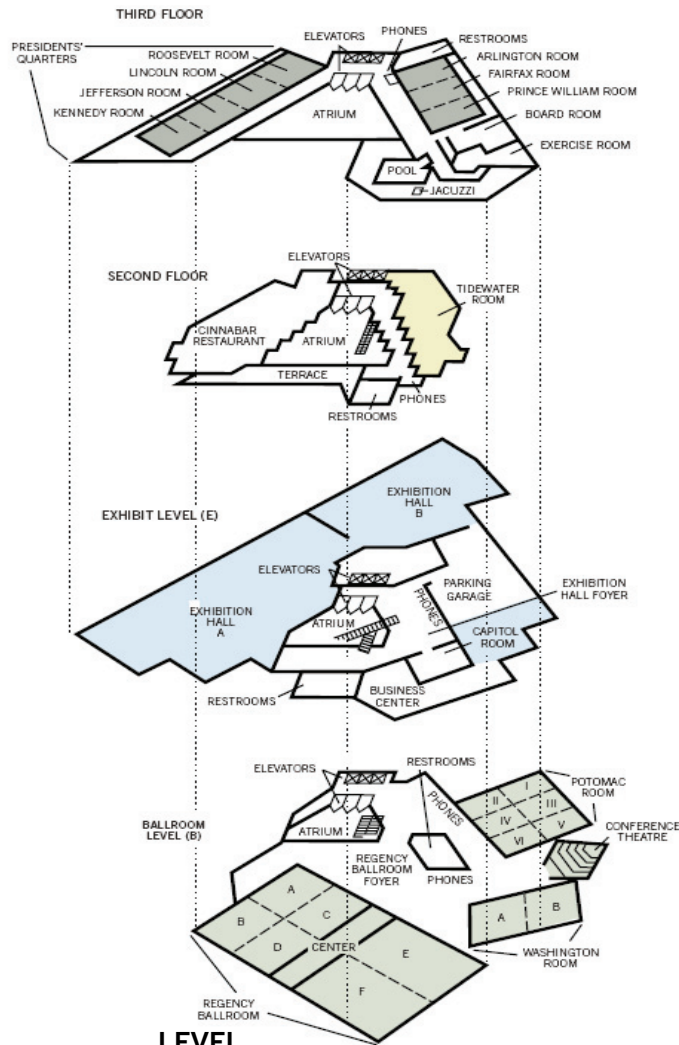 THIRD FLOOR
PRESIDENTS'
QUARTERS
ROOSEVELT ROOM
LINCOLN ROOM
JEFFERSON ROOM
KENNEDY ROOM
ELEVATORS
PHONES
RESTROOMS
ARLINGTON ROOM
FAIRFAX ROOM
PRINCE WILLIAM ROOM
BOARD ROOM
EXERCISE ROOM
ATRIUM
POOL
JACUZZI
SECOND FLOOR
ELEVATORS
TIDEWATER
ROOM
CINNABAR
RESTAURANT
ATRIUM
TERRACE
PHONES
RESTROOMS
EXHIBIT LEVEL (E)
EXHIBITION
HALL
B
ELEVATORS
EXHIBITION
HALL
A
ATRIUM
PHONES
PARKING
GARAGE
EXHIBITION
HALL FOYER
CAPITOL
ROOM
RESTROOMS
BUSINESS
CENTER
BALLROOM
LEVEL (B)
ELEVATORS
RESTROOMS
PHONES
POTOMAC
ROOM
I
II
III
IV
V
VI
CONFERENCE
THEATRE
ATRIUM
REGENCY
BALLROOM
FOYER
PHONES
A
B
C
D
CENTER
E
F
A
B
WASHINGTON
ROOM
REGENCY
BALLROOM
LEVEL